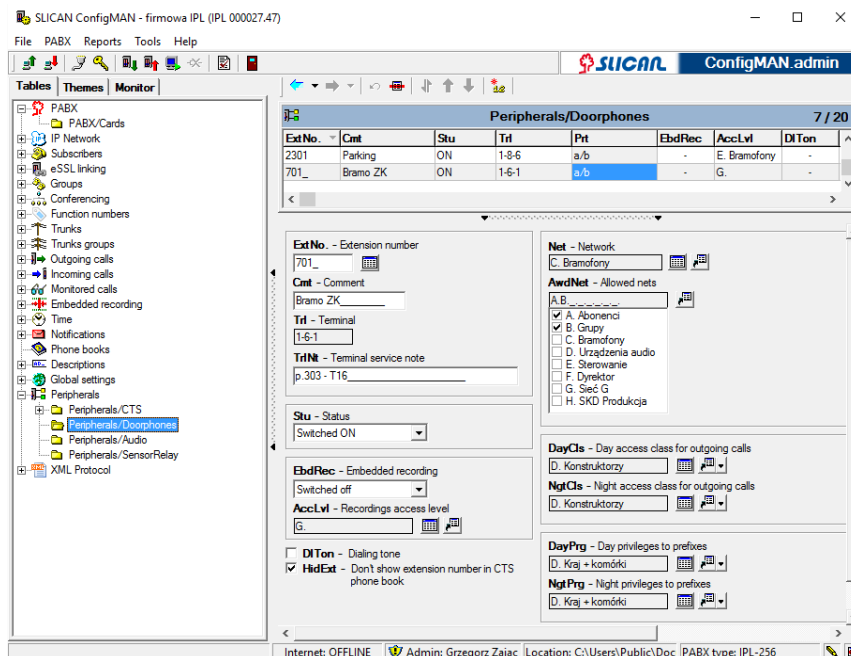 SLICAN ConfigMAN - firmowa IPL (IPL 000027.47)
File PABX Reports Tools Help
SLICAN ConfigMAN.admin
Tables Themes Monitor
PABX
PABX/Cards
IP Network
Subscribers
eSSL linking
Groups
Conferencing
Function numbers
Trunks
Trunks groups
Outgoing calls
Incoming calls
Monitored calls
Embedded recording
Time
Notifications
Phone books
Descriptions
Global settings
Peripherals
Peripherals/CTS
Peripherals/Doorphones
Peripherals/Audio
Peripherals/SensorRelay
XML Protocol
Peripherals/Doorphones 7 / 20
ExtNo. Cmt Stu Trl Prt EbdRec AccLvl DITon
2301 Parking ON 1-8-6 a/b - E. Bramofony -
701_ Bramo ZK ON 1-6-1 a/b - G. -
ExtNo. - Extension number
701_
Cmt - Comment
Bramo ZK________
Trl - Terminal
1-6-1
TrlNt - Terminal service note
p.303 - T16____________________
Stu - Status
Switched ON
EbdRec - Embedded recording
Switched off
AccLvl - Recordings access level
G.
DITon - Dialing tone
HidExt - Don't show extension number in CTS
phone book
Net - Network
C. Bramofony
AwdNet - Allowed nets
A.B._._._._._._.
A. Abonenci
B. Grupy
C. Bramofony
D. Urządzenia audio
E. Sterowanie
F. Dyrektor
G. Sieć G
H. SKD Produkcja
DayCls - Day access class for outgoing calls
D. Konstruktorzy
NgtCls - Night access class for outgoing calls
D. Konstruktorzy
DayPrg - Day privileges to prefixes
D. Kraj + komórki
NgtPrg - Night privileges to prefixes
D. Kraj + komórki
Internet: OFFLINE Admin: Grzegorz Zając Location: C:\Users\Public\Doc PABX type: IPL-256